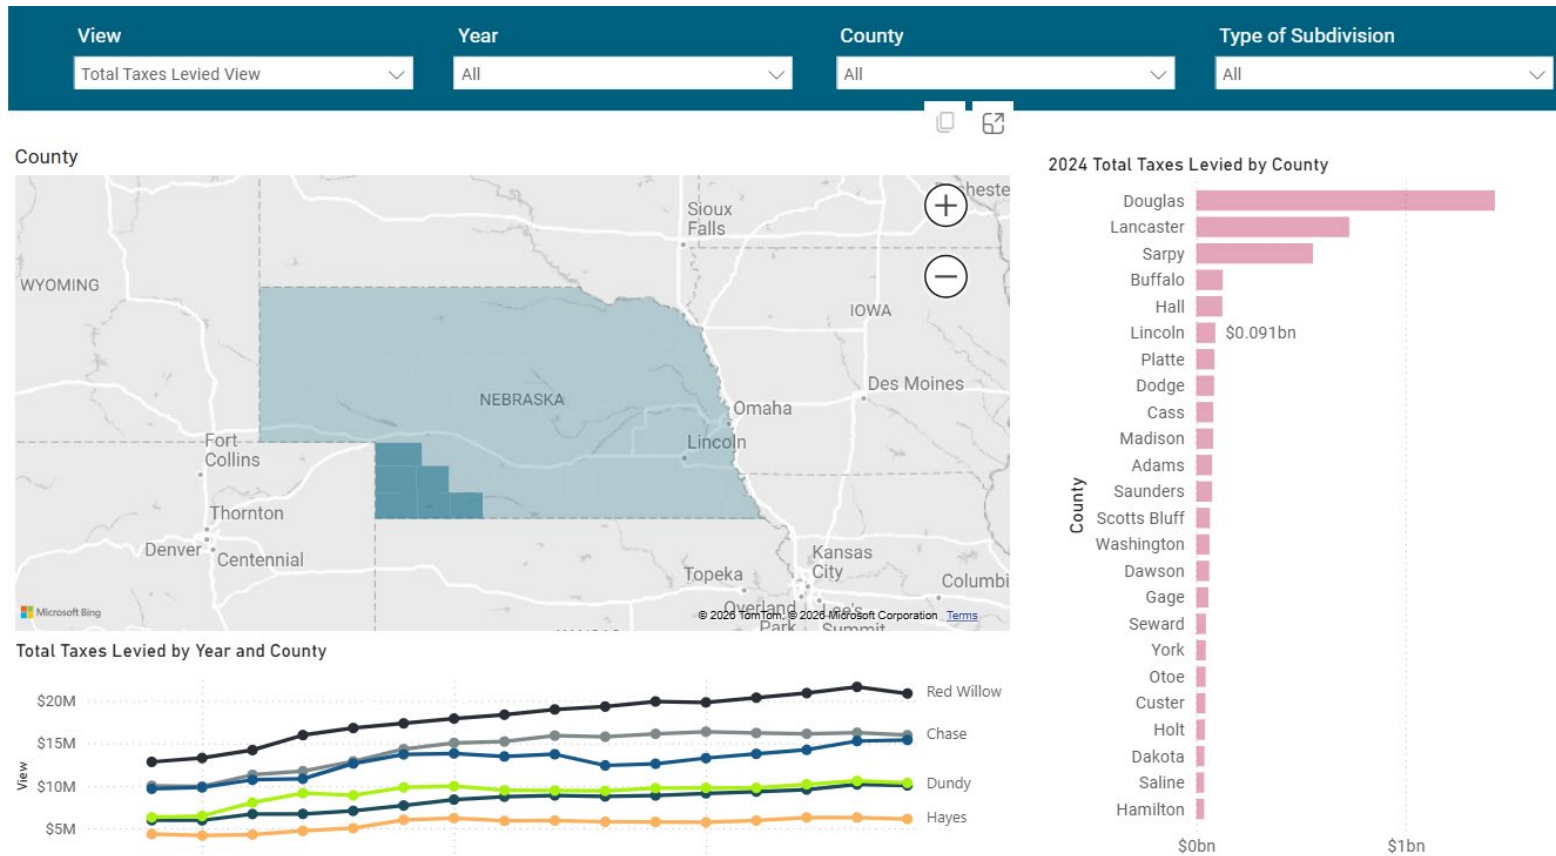 View
Year
County
Type of Subdivision
Total Taxes Levied View
All
All
All
County
2024 Total Taxes Levied by County
WYOMING
Sioux
Falls
IOWA
NEBRASKA
Des Moines
Omaha
Lincoln
Fort
Collins
Thornton
Denver
Centennial
Kansas
City
Topeka
Columbi
Overland
Park
Lee's
Summit
Microsoft Bing
© 2026 TomTom, © 2026 Microsoft Corporation Terms
County
Douglas
Lancaster
Sarpy
Buffalo
Hall
Lincoln $0.091bn
Platte
Dodge
Cass
Madison
Adams
Saunders
Scotts Bluff
Washington
Dawson
Gage
Seward
York
Otoe
Custer
Holt
Dakota
Saline
Hamilton
$0bn $1bn
Total Taxes Levied by Year and County
View
$20M
$15M
$10M
$5M
Red Willow
Chase
Dundy
Hayes